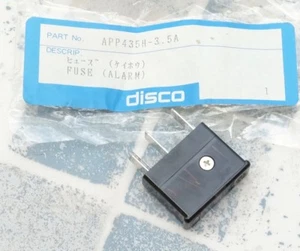 PART No. APP435H-3.5A
DESCRIP.
ヒューズ (ケイホウ)
FUSE (ALARM)
1
disco